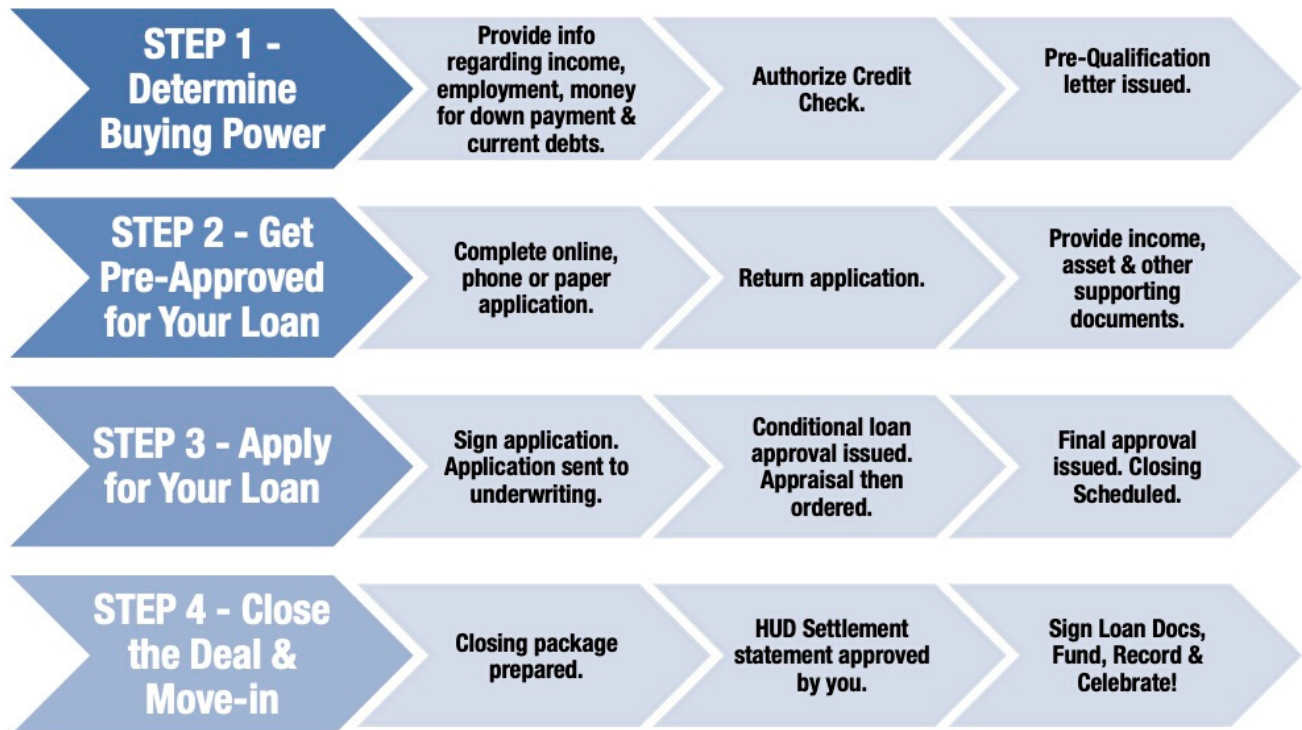 STEP 1 -
Determine
Buying Power
Provide info
regarding income,
employment, money
for down payment &
current debts.
Authorize Credit
Check.
Pre-Qualification
letter issued.
STEP 2 - Get
Pre-Approved
for Your Loan
Complete online,
phone or paper
application.
Return application.
Provide income,
asset & other
supporting
documents.
STEP 3 - Apply
for Your Loan
Sign application.
Application sent to
underwriting.
Conditional loan
approval issued.
Appraisal then
ordered.
Final approval
issued. Closing
Scheduled.
STEP 4 - Close
the Deal &
Move-in
Closing package
prepared.
HUD Settlement
statement approved
by you.
Sign Loan Docs,
Fund, Record &
Celebrate!